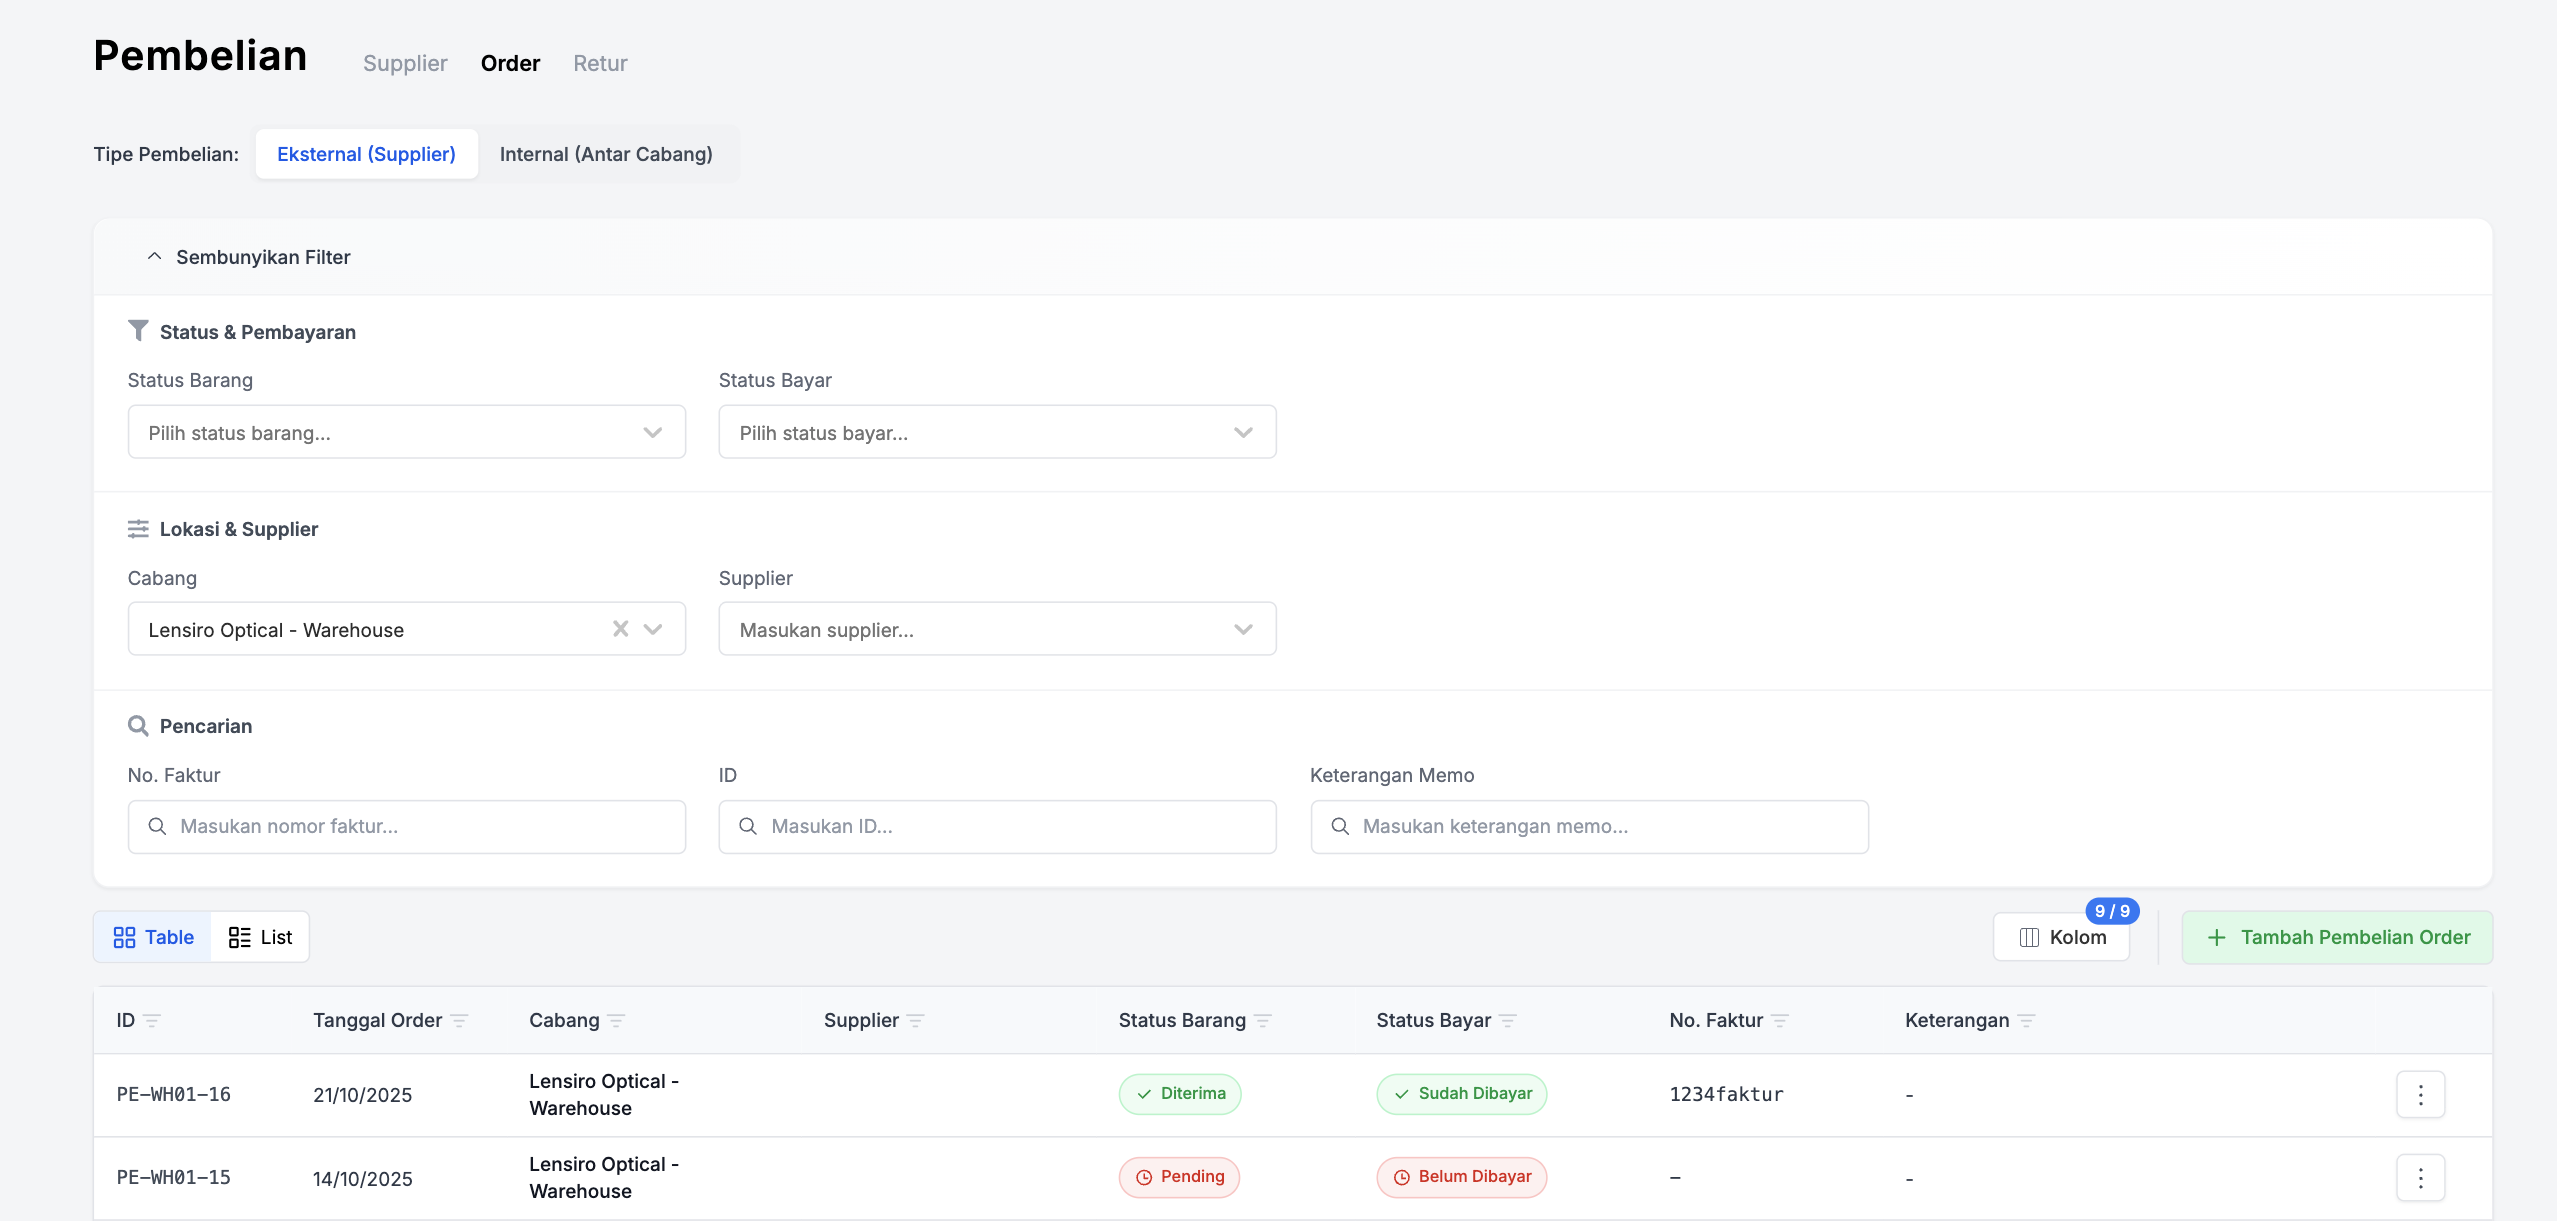 Pembelian Supplier Order Retur
Tipe Pembelian: Eksternal (Supplier) Internal (Antar Cabang)
Sembunyikan Filter
Status & Pembayaran
Status Barang Status Bayar
Pilih status barang... Pilih status bayar...
Lokasi & Supplier
Cabang Supplier
Lensiro Optical - Warehouse Masukan supplier...
Pencarian
No. Faktur ID Keterangan Memo
Masukan nomor faktur... Masukan ID... Masukan keterangan memo...
9 / 9
Table List Kolom + Tambah Pembelian Order
ID Tanggal Order Cabang Supplier Status Barang Status Bayar No. Faktur Keterangan
PE-WH01-16 21/10/2025 Lensiro Optical - Diterima Sudah Dibayar 1234faktur -
Warehouse
PE-WH01-15 14/10/2025 Lensiro Optical - Pending Belum Dibayar - -
Warehouse